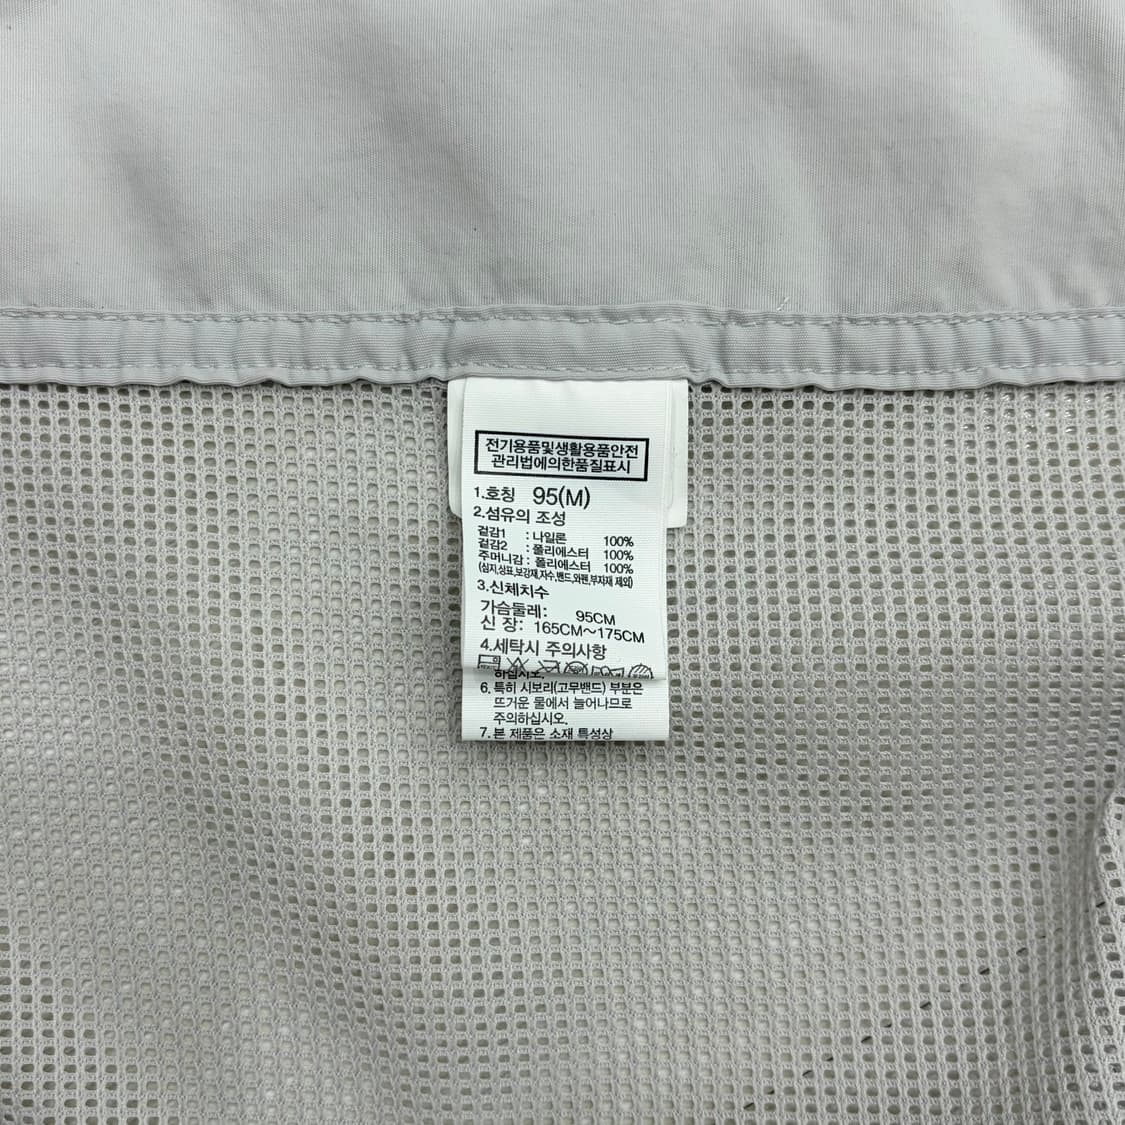 전기용품및생활용품안전
관리법에의한품질표시
1.호칭 95(M)
2.섬유의 조성
겉감1 : 나일론 100%
겉감2 : 폴리에스터 100%
주머니감 : 폴리에스터 100%
(심지,상표,보강재,자수,밴드,와펜,부자재 제외)
3.신체치수
가슴둘레: 95CM
신 장: 165CM~175CM
4.세탁시 주의사항
하십시오.
6. 특히 시보리(고무밴드) 부분은
뜨거운 물에서 늘어나므로
주의하십시오.
7. 본 제품은 소재 특성상